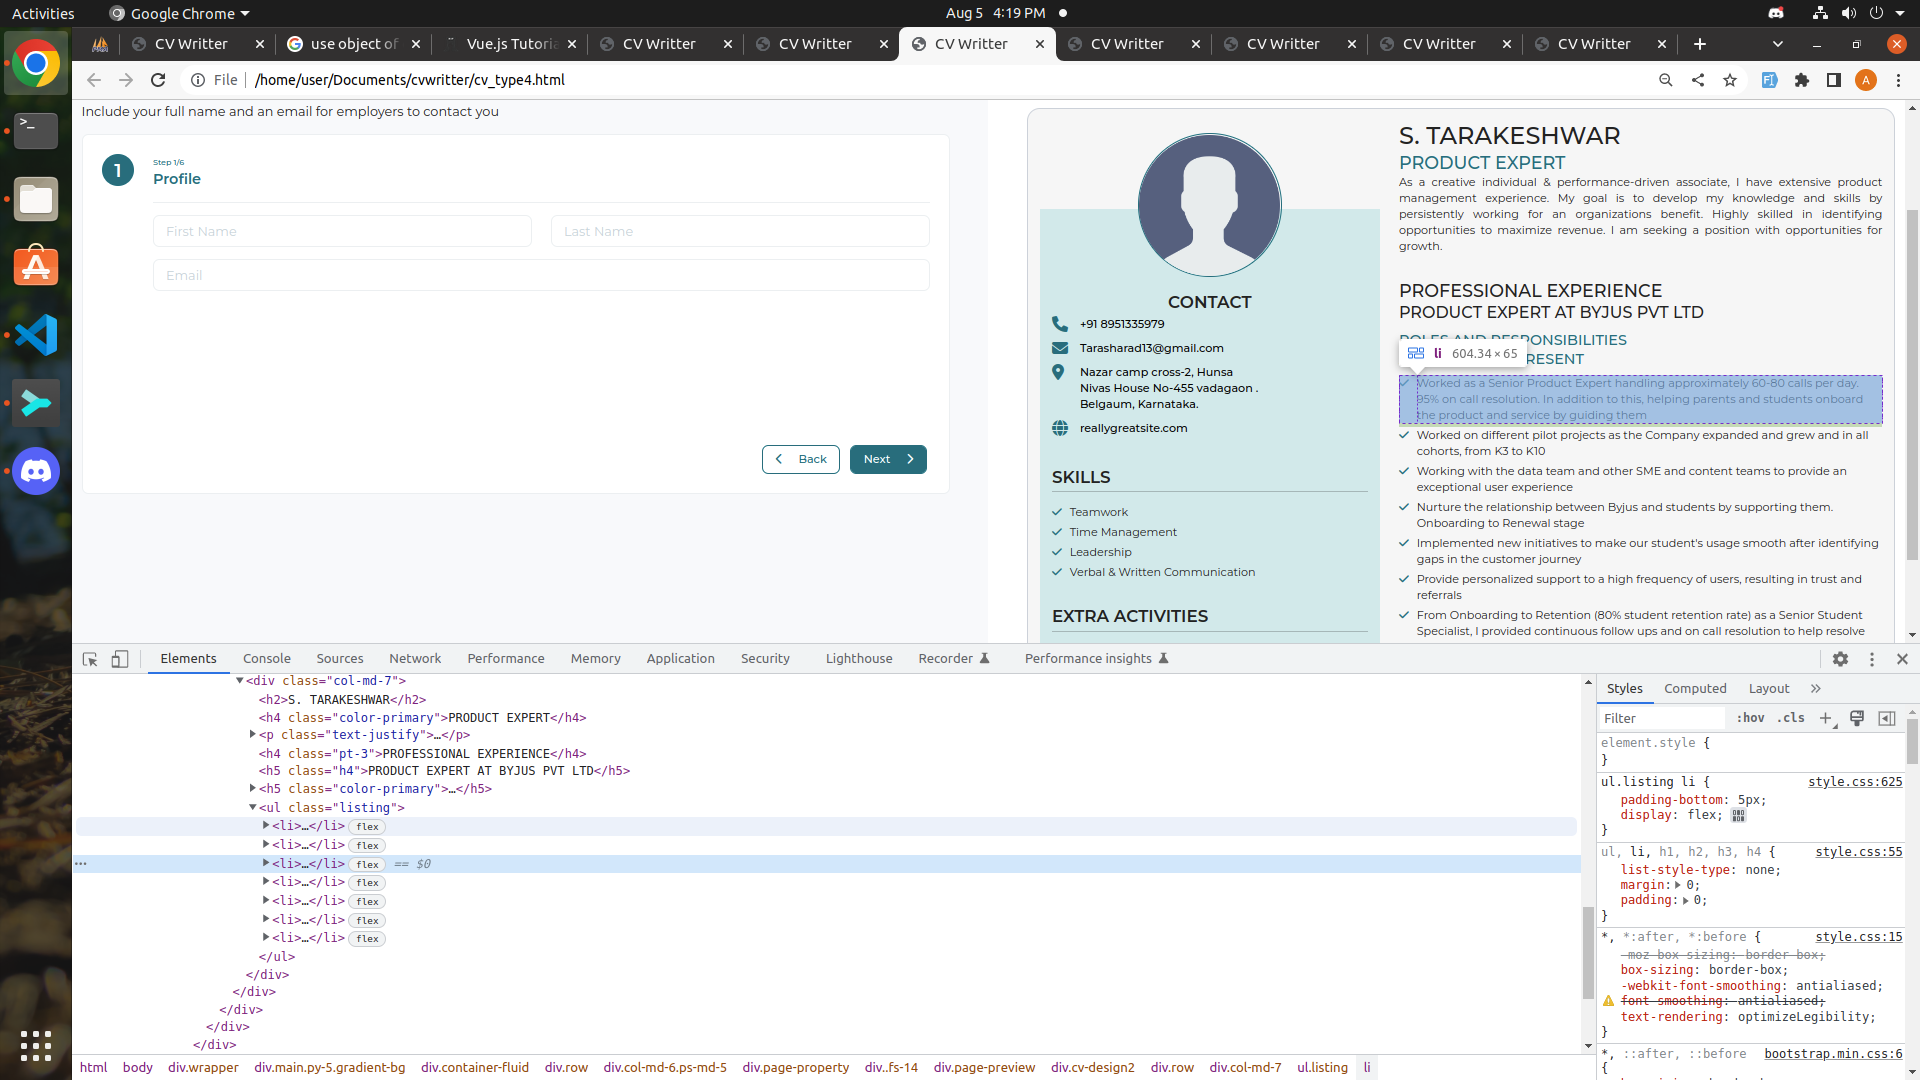 Activities
Google Chrome
Aug 5 4:19 PM
CV Writter
use object of
Vue.js Tutoria
CV Writter
CV Writter
CV Writter
CV Writter
CV Writter
CV Writter
CV Writter
File
/home/user/Documents/cvwritter/cv_type4.html
A
Include your full name and an email for employers to contact you
1
Step 1/6
Profile
First Name
Last Name
Email
Back
Next
CONTACT
+91 8951335979
Tarasharad13@gmail.com
Nazar camp cross-2, Hunsa
Nivas House No-455 vadagaon .
Belgaum, Karnataka.
reallygreatsite.com
SKILLS
Teamwork
Time Management
Leadership
Verbal & Written Communication
EXTRA ACTIVITIES
S. TARAKESHWAR
PRODUCT EXPERT
As a creative individual & performance-driven associate, I have extensive product
management experience. My goal is to develop my knowledge and skills by
persistently working for an organizations benefit. Highly skilled in identifying
opportunities to maximize revenue. I am seeking a position with opportunities for
growth.
PROFESSIONAL EXPERIENCE
PRODUCT EXPERT AT BYJUS PVT LTD
ROLES AND RESPONSIBILITIES
RESENT
li 604.34 × 65
Worked as a Senior Product Expert handling approximately 60-80 calls per day.
95% on call resolution. In addition to this, helping parents and students onboard
the product and service by guiding them
Worked on different pilot projects as the Company expanded and grew and in all
cohorts, from K3 to K10
Working with the data team and other SME and content teams to provide an
exceptional user experience
Nurture the relationship between Byjus and students by supporting them.
Onboarding to Renewal stage
Implemented new initiatives to make our student's usage smooth after identifying
gaps in the customer journey
Provide personalized support to a high frequency of users, resulting in trust and
referrals
From Onboarding to Retention (80% student retention rate) as a Senior Student
Specialist, I provided continuous follow ups and on call resolution to help resolve
Elements
Console
Sources
Network
Performance
Memory
Application
Security
Lighthouse
Recorder
Performance insights
<div class="col-md-7">
<h2>S. TARAKESHWAR</h2>
<h4 class="color-primary">PRODUCT EXPERT</h4>
<p class="text-justify">…</p>
<h4 class="pt-3">PROFESSIONAL EXPERIENCE</h4>
<h5 class="h4">PRODUCT EXPERT AT BYJUS PVT LTD</h5>
<h5 class="color-primary">…</h5>
<ul class="listing">
<li>…</li> flex
<li>…</li> flex
<li>…</li> flex == $0
<li>…</li> flex
<li>…</li> flex
<li>…</li> flex
<li>…</li> flex
</ul>
</div>
</div>
</div>
</div>
</div>
html body div.wrapper div.main.py-5.gradient-bg div.container-fluid div.row div.col-md-6.ps-md-5 div.page-property div..fs-14 div.page-preview div.cv-design2 div.row div.col-md-7 ul.listing li
Styles
Computed
Layout
Filter
:hov .cls
element.style {
}
ul.listing li { style.css:625
padding-bottom: 5px;
display: flex;
}
ul, li, h1, h2, h3, h4 { style.css:55
list-style-type: none;
margin: 0;
padding: 0;
}
*, *:after, *:before { style.css:15
-moz-box-sizing: border-box;
box-sizing: border-box;
-webkit-font-smoothing: antialiased;
font-smoothing: antialiased;
text-rendering: optimizeLegibility;
}
*, ::after, ::before bootstrap.min.css:6
{